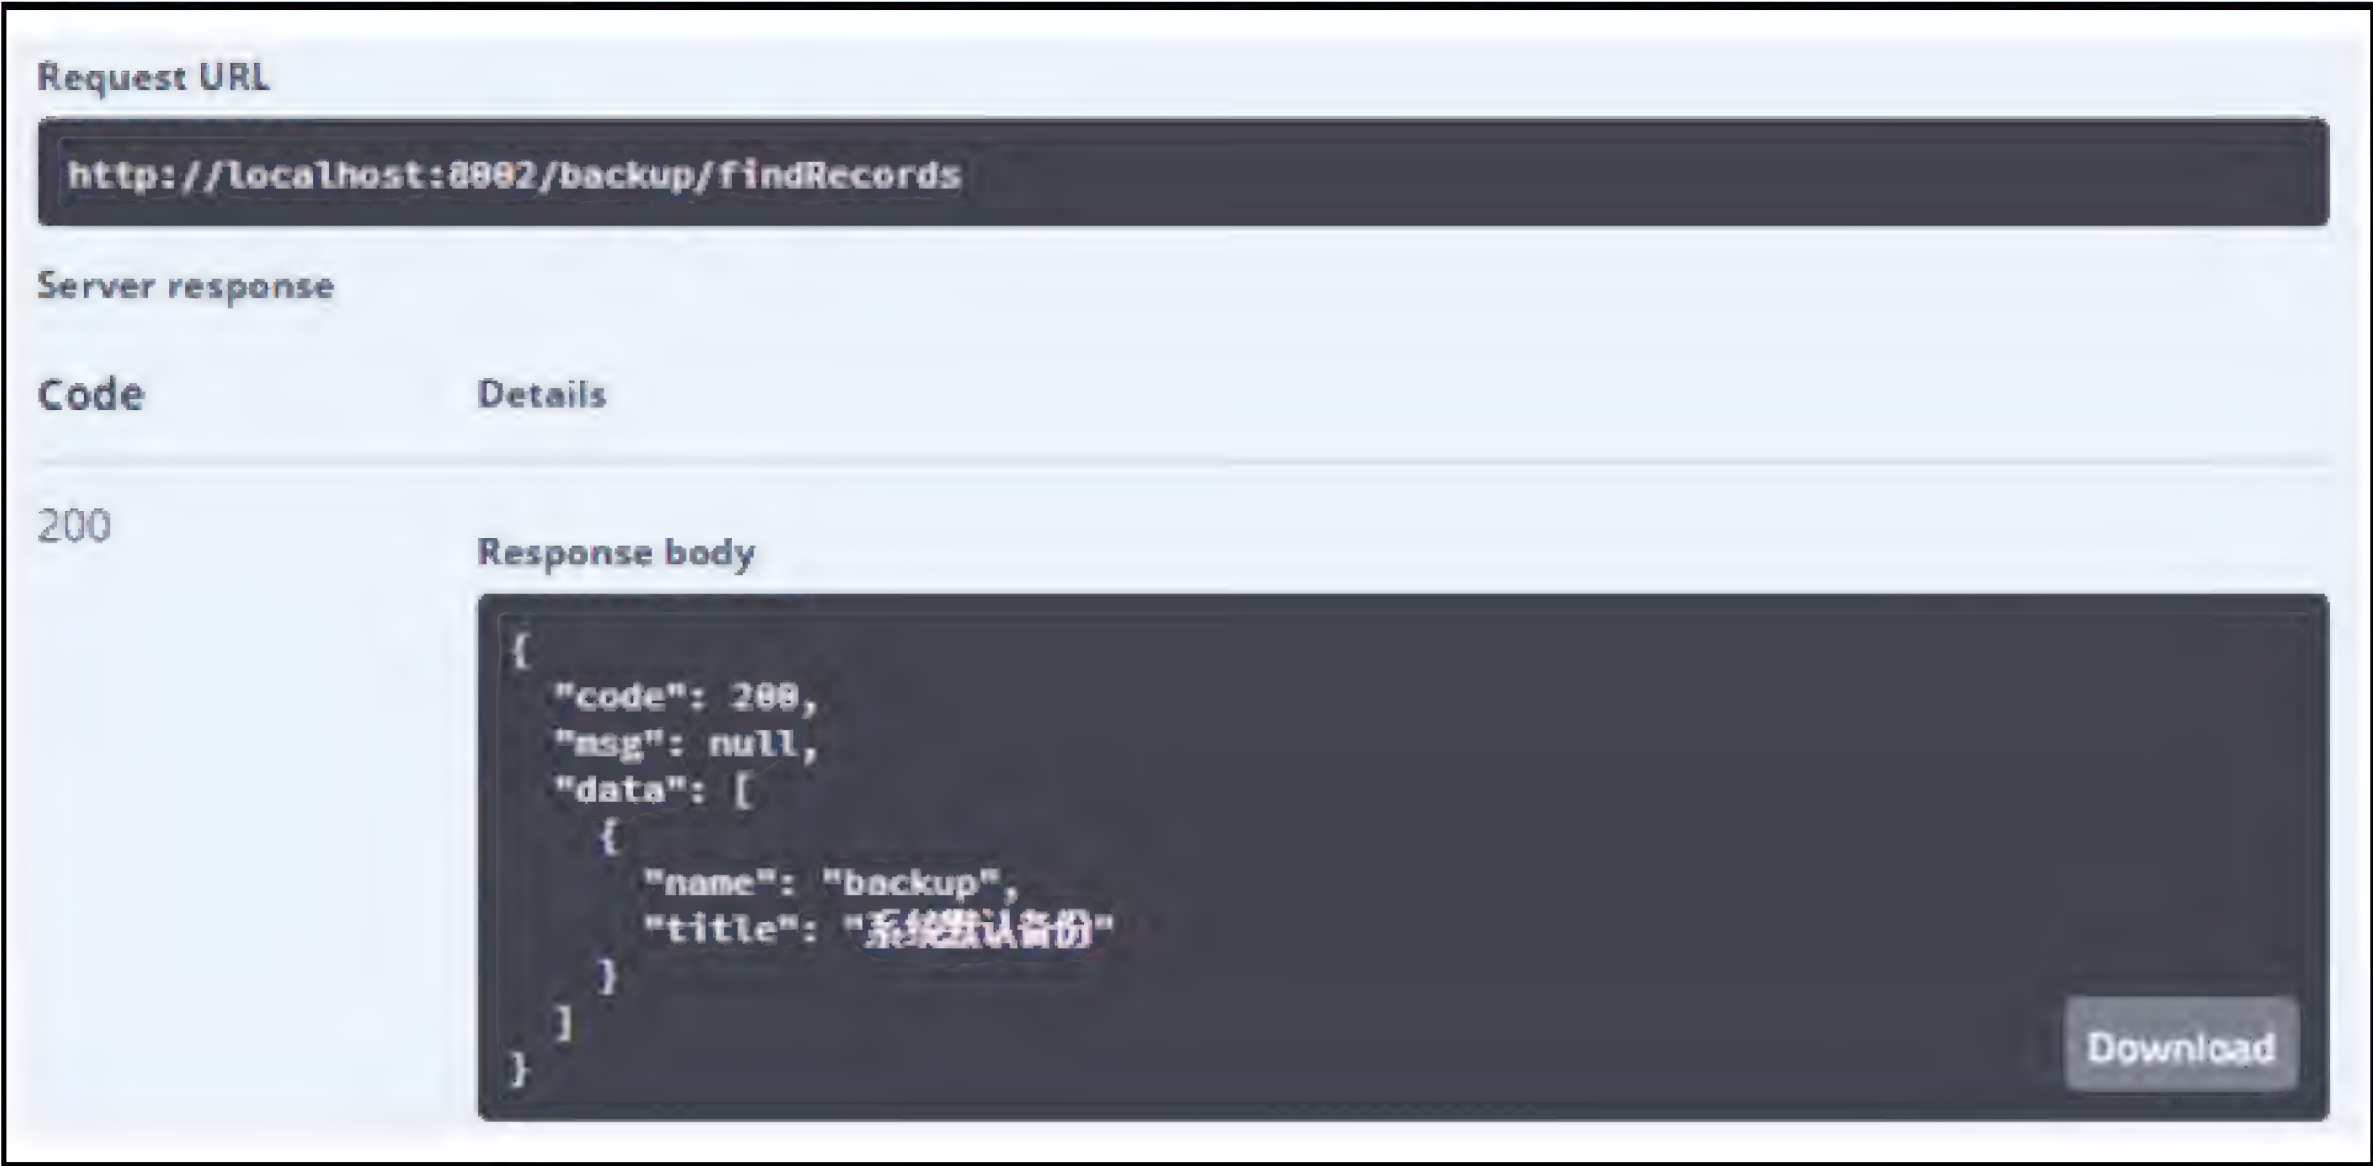 Request URL
http://localhost:8002/backup/findRecords
Server response
Code Details
200
Response body
{
"code": 200,
"msg": null,
"data": [
{
"name": "backup",
"title": "系统默认备份"
}
]
}
Download